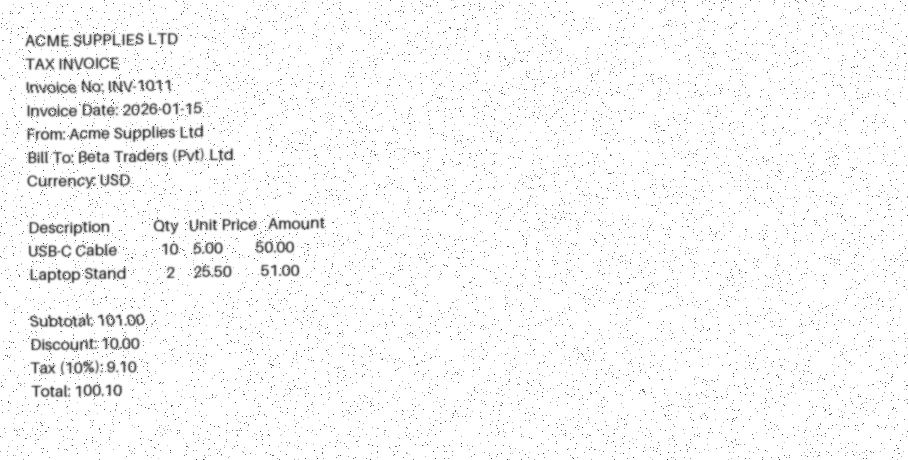 ACME SUPPLIES LTD
TAX INVOICE
Invoice No: INV-1011
Invoice Date: 2026-01-15
From: Acme Supplies Ltd
Bill To: Beta Traders (Pvt) Ltd
Currency: USD
Description Qty Unit Price Amount
USB-C Cable 10 5.00 50.00
Laptop Stand 2 25.50 51.00
Subtotal: 101.00
Discount: 10.00
Tax (10%): 9.10
Total: 100.10